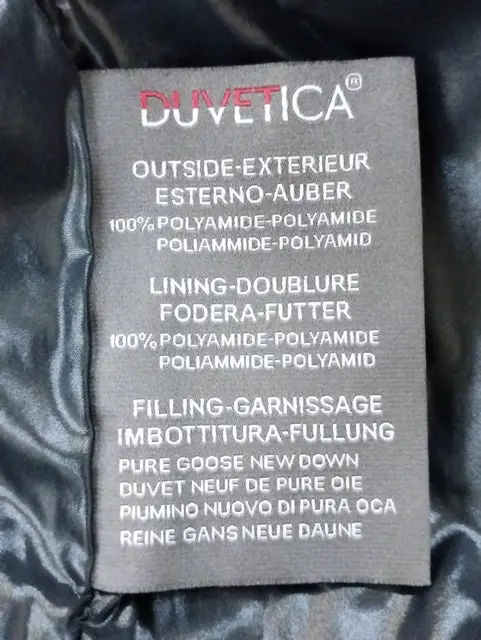 DUVETICA®
OUTSIDE-EXTERIEUR
ESTERNO-AUBER
100% POLYAMIDE-POLYAMIDE
POLIAMMIDE-POLYAMID
LINING-DOUBLURE
FODERA-FUTTER
100% POLYAMIDE-POLYAMIDE
POLIAMMIDE-POLYAMID
FILLING-GARNISSAGE
IMBOTTITURA-FULLUNG
PURE GOOSE NEW DOWN
DUVET NEUF DE PURE OIE
PIUMINO NUOVO DI PURA OCA
REINE GANS NEUE DAUNE